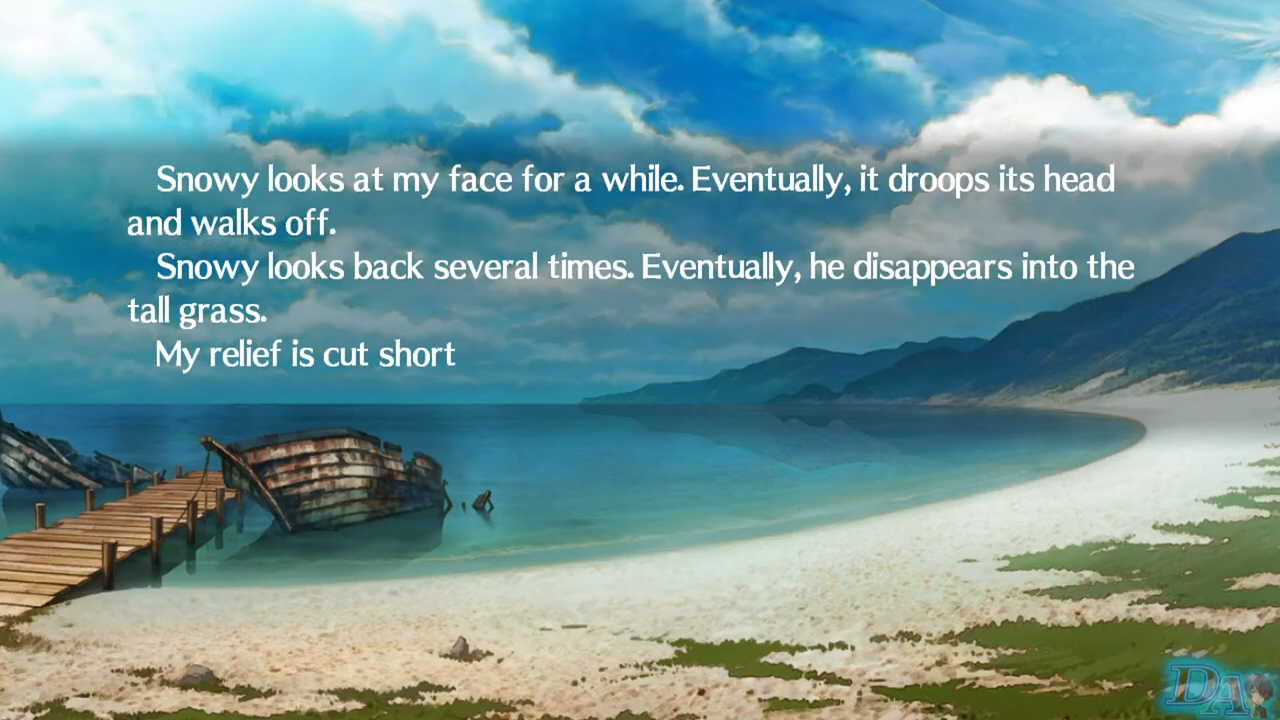 Snowy looks at my face for a while. Eventually, it droops its head
and walks off.
Snowy looks back several times. Eventually, he disappears into the
tall grass.
My relief is cut short
DA